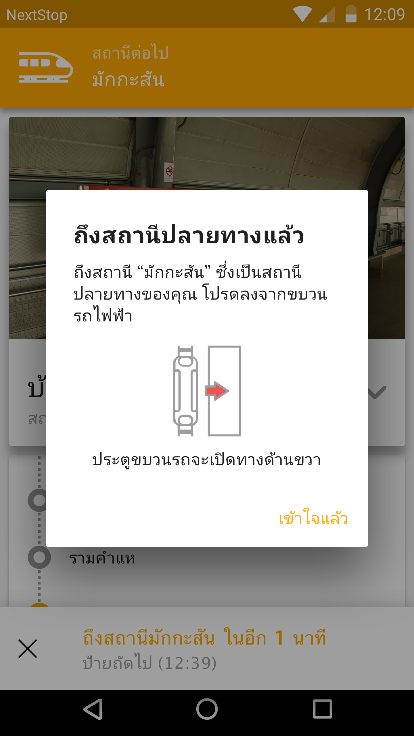 NextStop
12:09
สถานีต่อไป
มักกะสัน
ถึงสถานีปลายทางแล้ว
ถึงสถานี “มักกะสัน” ซึ่งเป็นสถานี
ปลายทางของคุณ โปรดลงจากขบวน
รถไฟฟ้า
ประตูขบวนรถจะเปิดทางด้านขวา
เข้าใจแล้ว
รามคำแห
ถึงสถานีมักกะสัน ในอีก 1 นาที
ป้ายถัดไป (12:39)